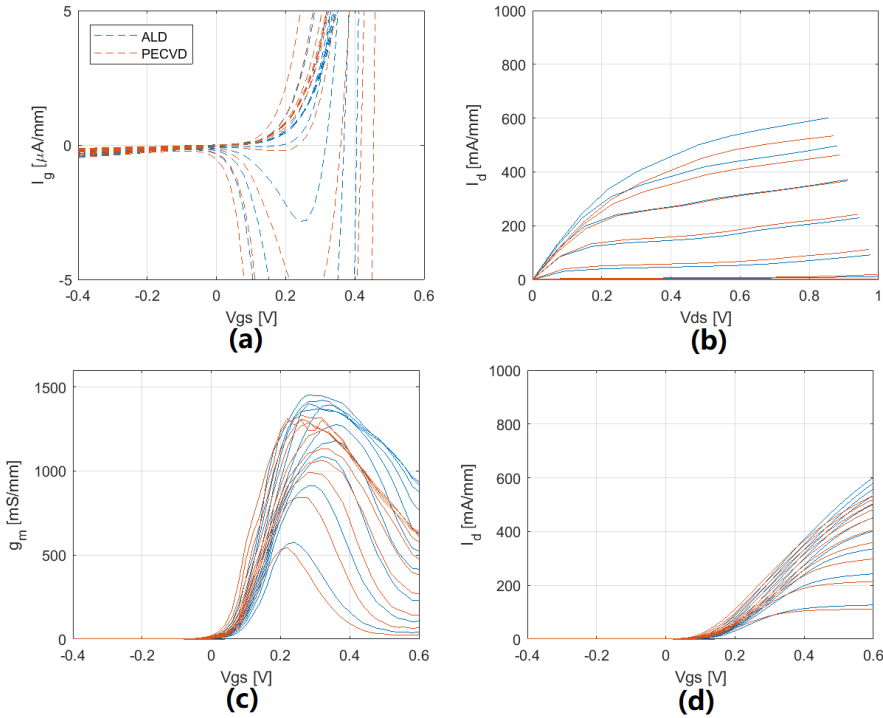 5
0
-5
I_g [μA/mm]
ALD
PECVD
-0.4 -0.2 0 0.2 0.4 0.6
Vgs [V]
(a)
1000
800
600
400
200
0
I_d [mA/mm]
0 0.2 0.4 0.6 0.8 1
Vds [V]
(b)
1500
1000
500
0
g_m [mS/mm]
-0.4 -0.2 0 0.2 0.4 0.6
Vgs [V]
(c)
1000
800
600
400
200
0
I_d [mA/mm]
-0.4 -0.2 0 0.2 0.4 0.6
Vgs [V]
(d)